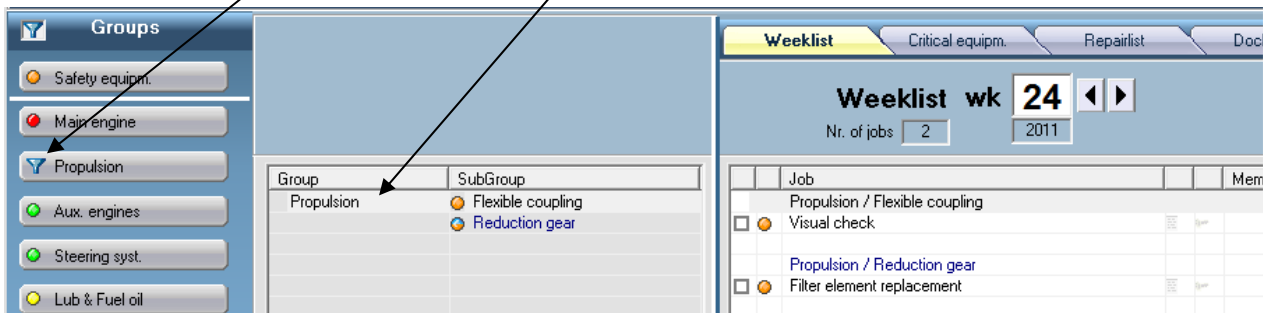 Groups
Safety equipm.
Main engine
Propulsion
Aux. engines
Steering syst.
Lub & Fuel oil
Group SubGroup
Propulsion Flexible coupling
Reduction gear
Weeklist Critical equipm. Repairlist
Weeklist wk 24
Nr. of jobs 2 2011
Job
Propulsion / Flexible coupling
Visual check
Propulsion / Reduction gear
Filter element replacement